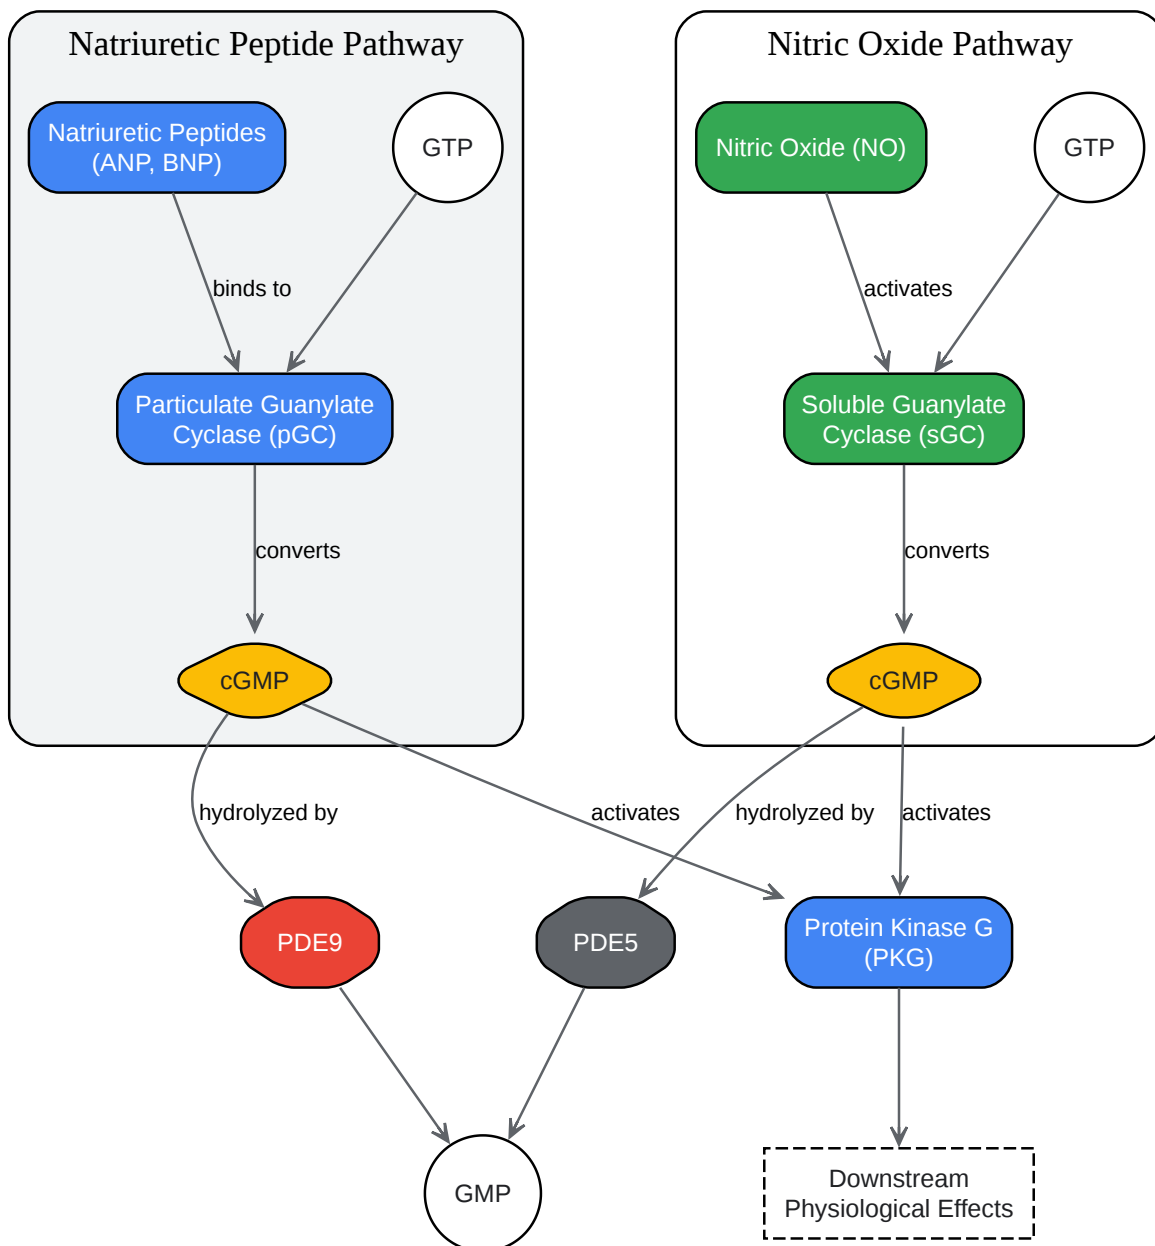 Natriuretic Peptide Pathway
Nitric Oxide Pathway
Natriuretic Peptides
(ANP, BNP)
GTP
Nitric Oxide (NO)
GTP
binds to
activates
Particulate Guanylate
Cyclase (pGC)
Soluble Guanylate
Cyclase (sGC)
converts
converts
cGMP
cGMP
hydrolyzed by
activates
hydrolyzed by
activates
PDE9
PDE5
Protein Kinase G
(PKG)
GMP
Downstream
Physiological Effects